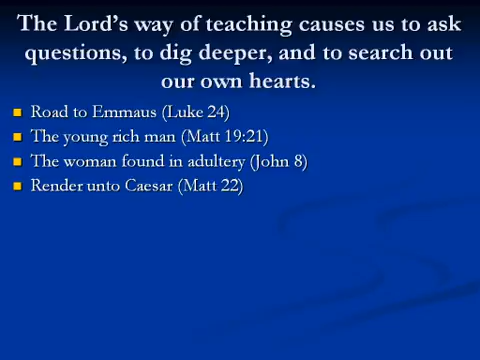 The Lord's way of teaching causes us to ask
questions, to dig deeper, and to search out
our own hearts.
Road to Emmaus (Luke 24)
The young rich man (Matt 19:21)
The woman found in adultery (John 8)
Render unto Caesar (Matt 22)